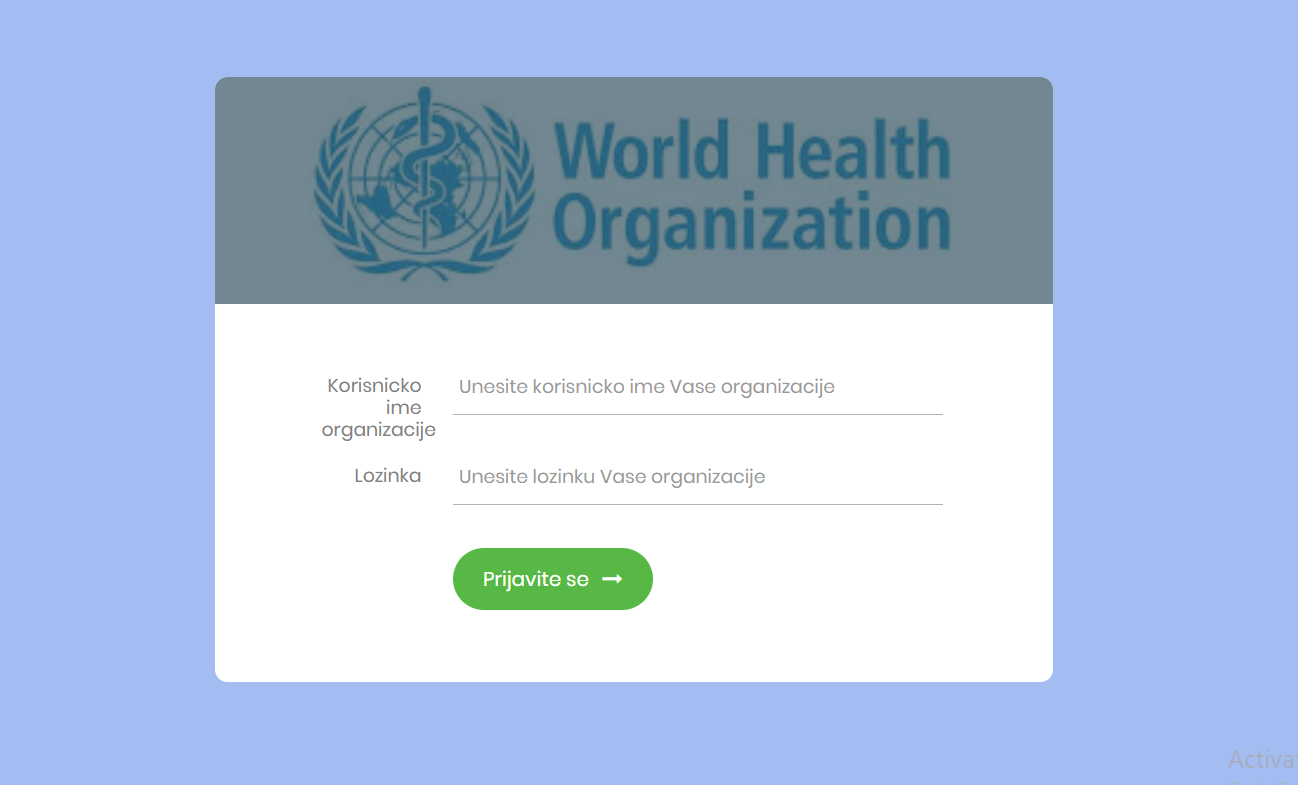 World Health
Organization
Korisnicko
ime
organizacije
Unesite korisnicko ime Vase organizacije
Lozinka
Unesite lozinku Vase organizacije
Prijavite se